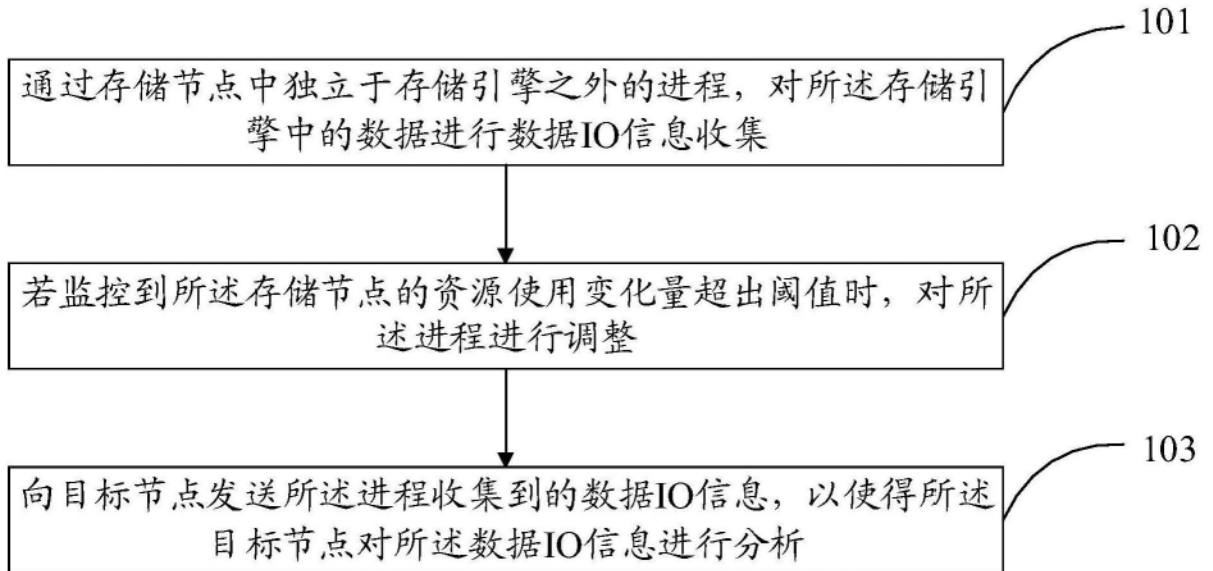 101
通过存储节点中独立于存储引擎之外的进程，对所述存储引
擎中的数据进行数据IO信息收集
102
若监控到所述存储节点的资源使用变化量超出阈值时，对所
述进程进行调整
103
向目标节点发送所述进程收集到的数据IO信息，以使得所述
目标节点对所述数据IO信息进行分析